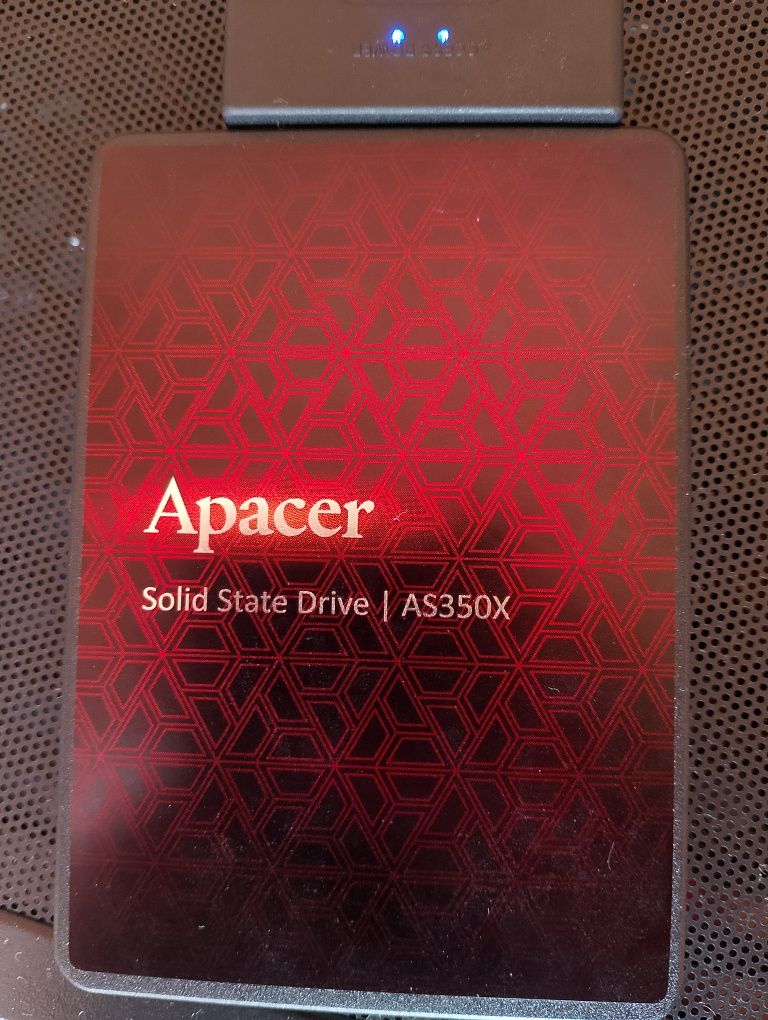 Apacer
Solid State Drive | AS350X